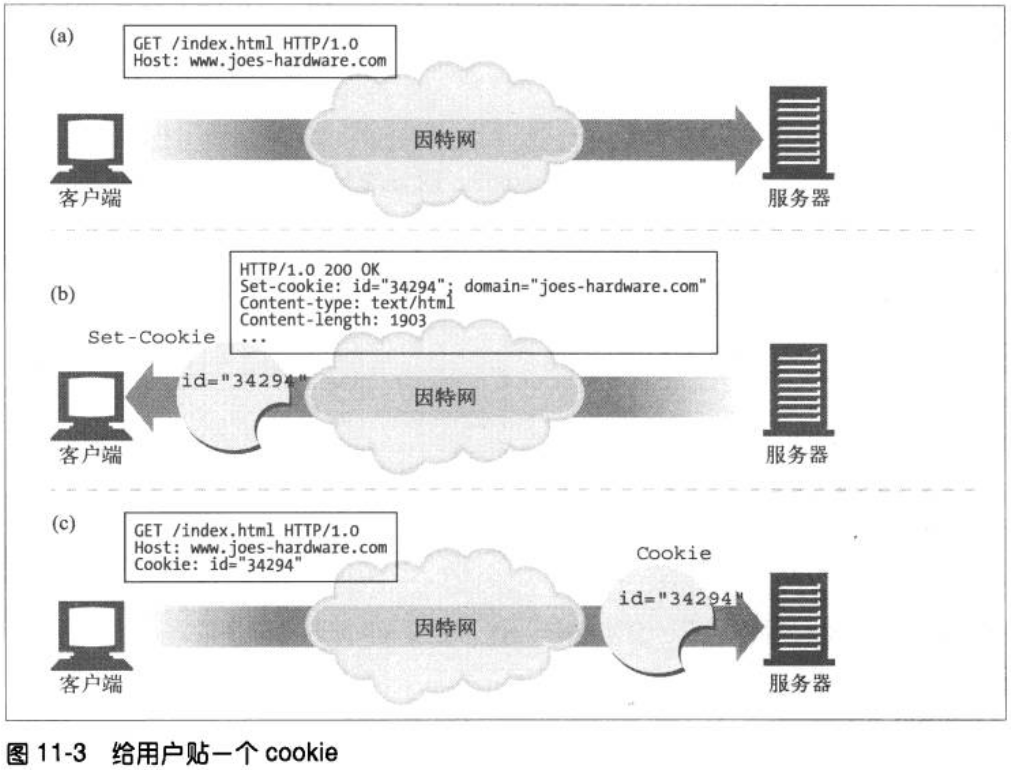 (a)
GET /index.html HTTP/1.0
Host: www.joes-hardware.com
因特网
客户端
服务器
(b)
HTTP/1.0 200 OK
Set-cookie: id="34294"; domain="joes-hardware.com"
Content-type: text/html
Content-length: 1903
...
Set-Cookie
id="34294"
因特网
客户端
服务器
(c)
GET /index.html HTTP/1.0
Host: www.joes-hardware.com
Cookie: id="34294"
Cookie
id="34294"
因特网
客户端
服务器
图 11-3 给用户贴一个 cookie